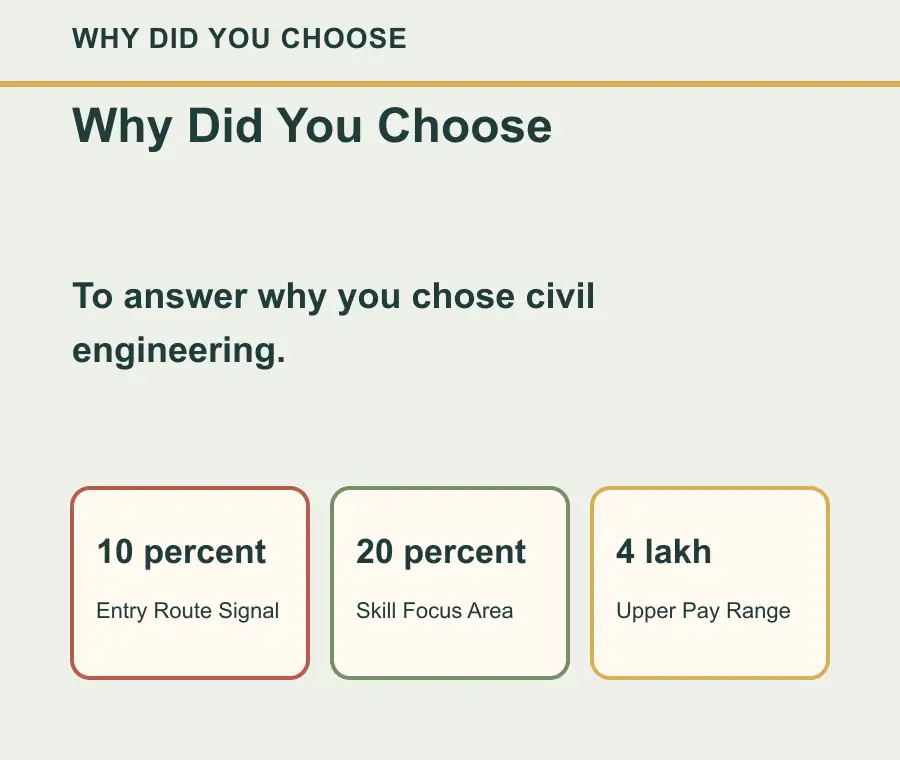 WHY DID YOU CHOOSE
Why Did You Choose
To answer why you chose civil
engineering.
10 percent
Entry Route Signal
20 percent
Skill Focus Area
4 lakh
Upper Pay Range